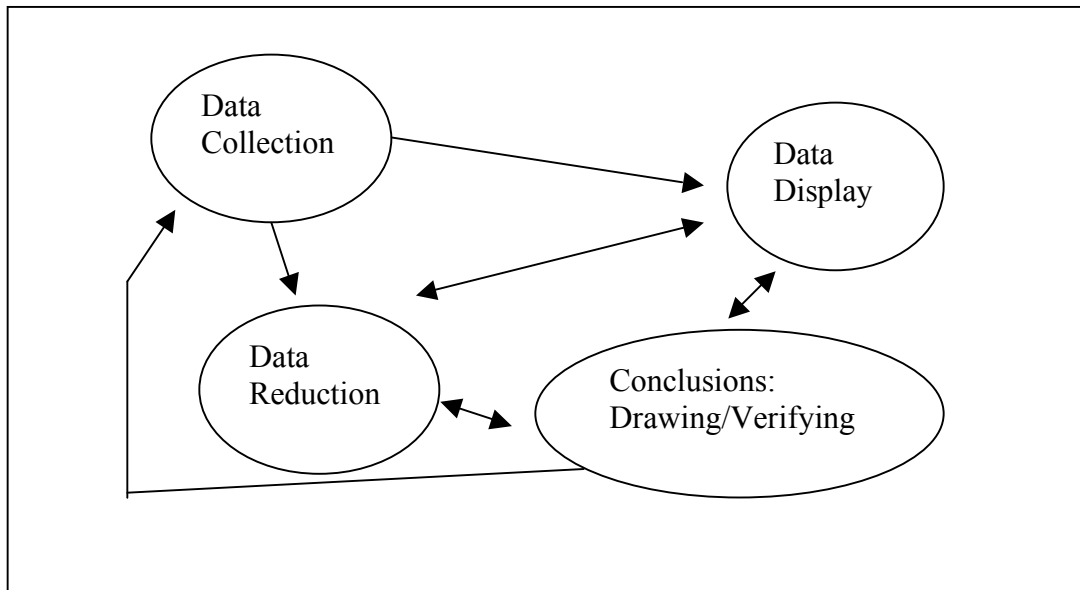 Data
Collection
Data
Display
Data
Reduction
Conclusions:
Drawing/Verifying